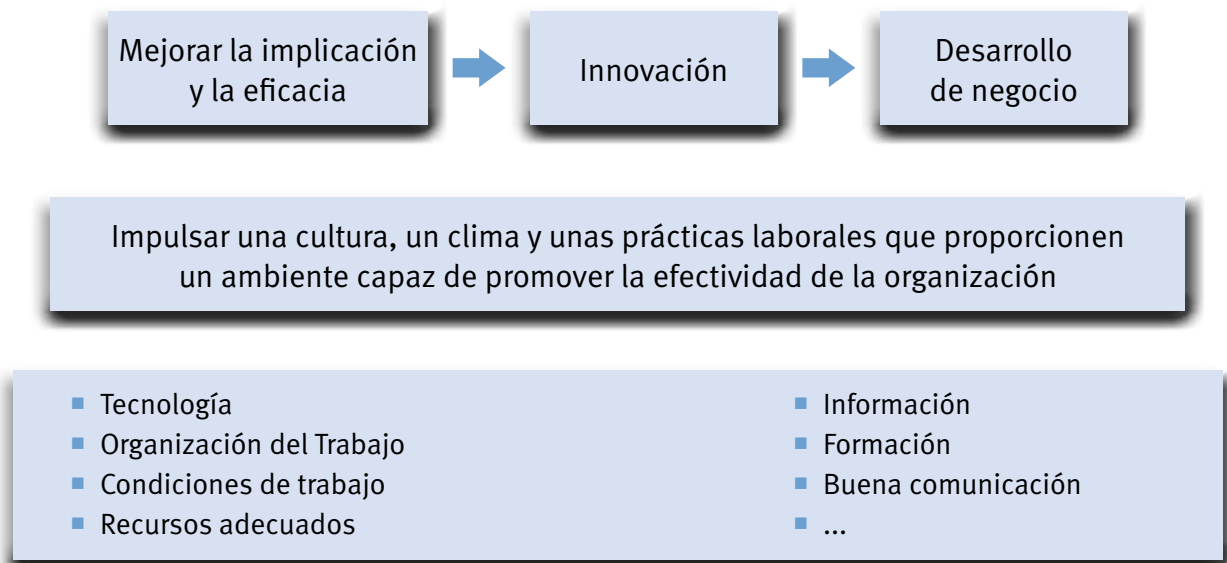 Mejorar la implicación
y la eficacia
Innovación
Desarrollo
de negocio
Impulsar una cultura, un clima y unas prácticas laborales que proporcionen
un ambiente capaz de promover la efectividad de la organización
Tecnología
Organización del Trabajo
Condiciones de trabajo
Recursos adecuados
Información
Formación
Buena comunicación
...